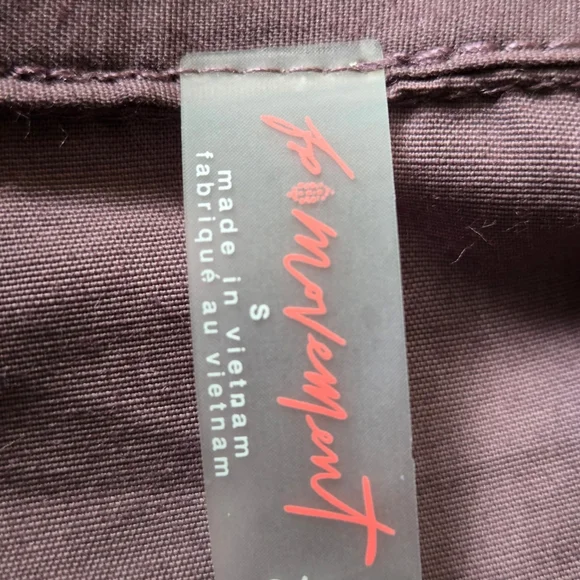 fp movement
S
made in vietnam
fabriqué au vietnam